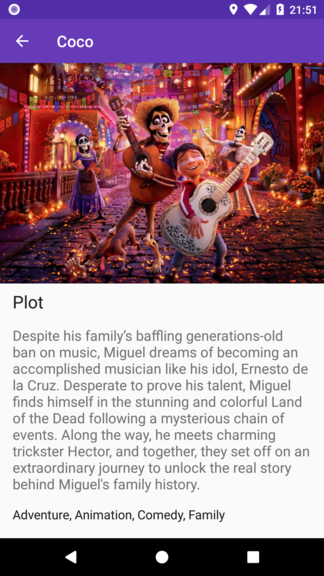 21:51
Coco
Plot
Despite his family's baffling generations-old
ban on music, Miguel dreams of becoming an
accomplished musician like his idol, Ernesto de
la Cruz. Desperate to prove his talent, Miguel
finds himself in the stunning and colorful Land
of the Dead following a mysterious chain of
events. Along the way, he meets charming
trickster Hector, and together, they set off on an
extraordinary journey to unlock the real story
behind Miguel's family history.
Adventure, Animation, Comedy, Family